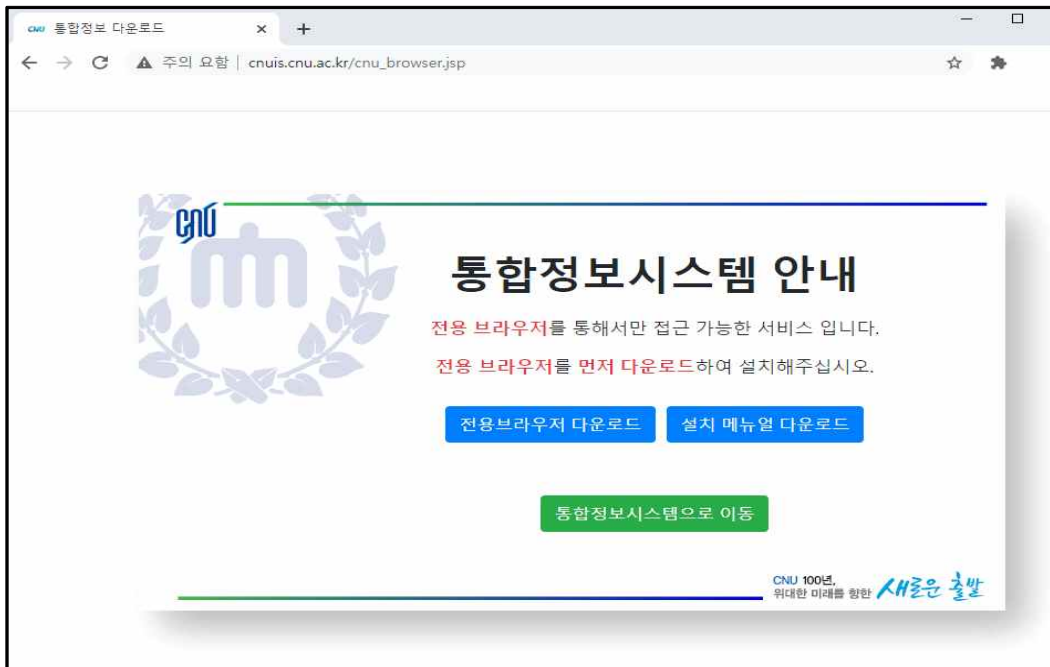 CNU 통합정보 다운로드
주의 요함 | cnuis.cnu.ac.kr/cnu_browser.jsp
CNU
통합정보시스템 안내
전용 브라우저를 통해서만 접근 가능한 서비스 입니다.
전용 브라우저를 먼저 다운로드하여 설치해주십시오.
전용브라우저 다운로드 설치 메뉴얼 다운로드
통합정보시스템으로 이동
CNU 100년,
위대한 미래를 향한 새로운 출발